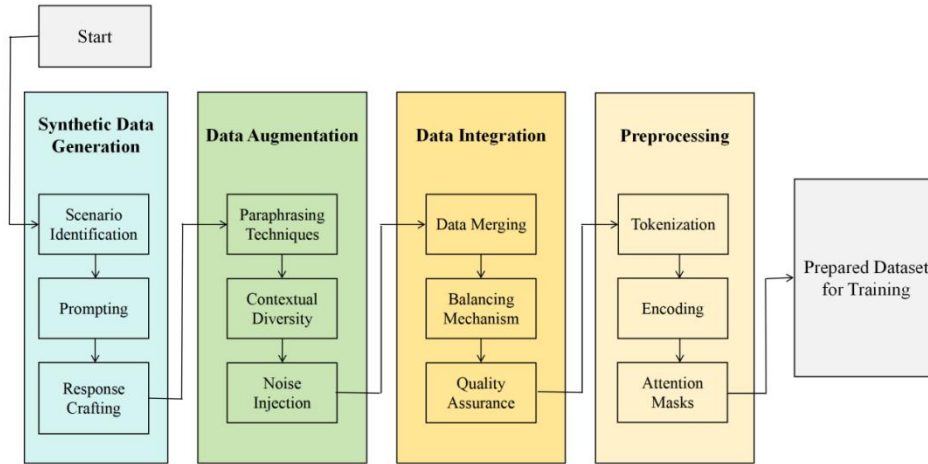 Start
Synthetic Data
Generation
Scenario
Identification
Prompting
Response
Crafting
Data Augmentation
Paraphrasing
Techniques
Contextual
Diversity
Noise
Injection
Data Integration
Data Merging
Balancing
Mechanism
Quality
Assurance
Preprocessing
Tokenization
Encoding
Attention
Masks
Prepared Dataset
for Training